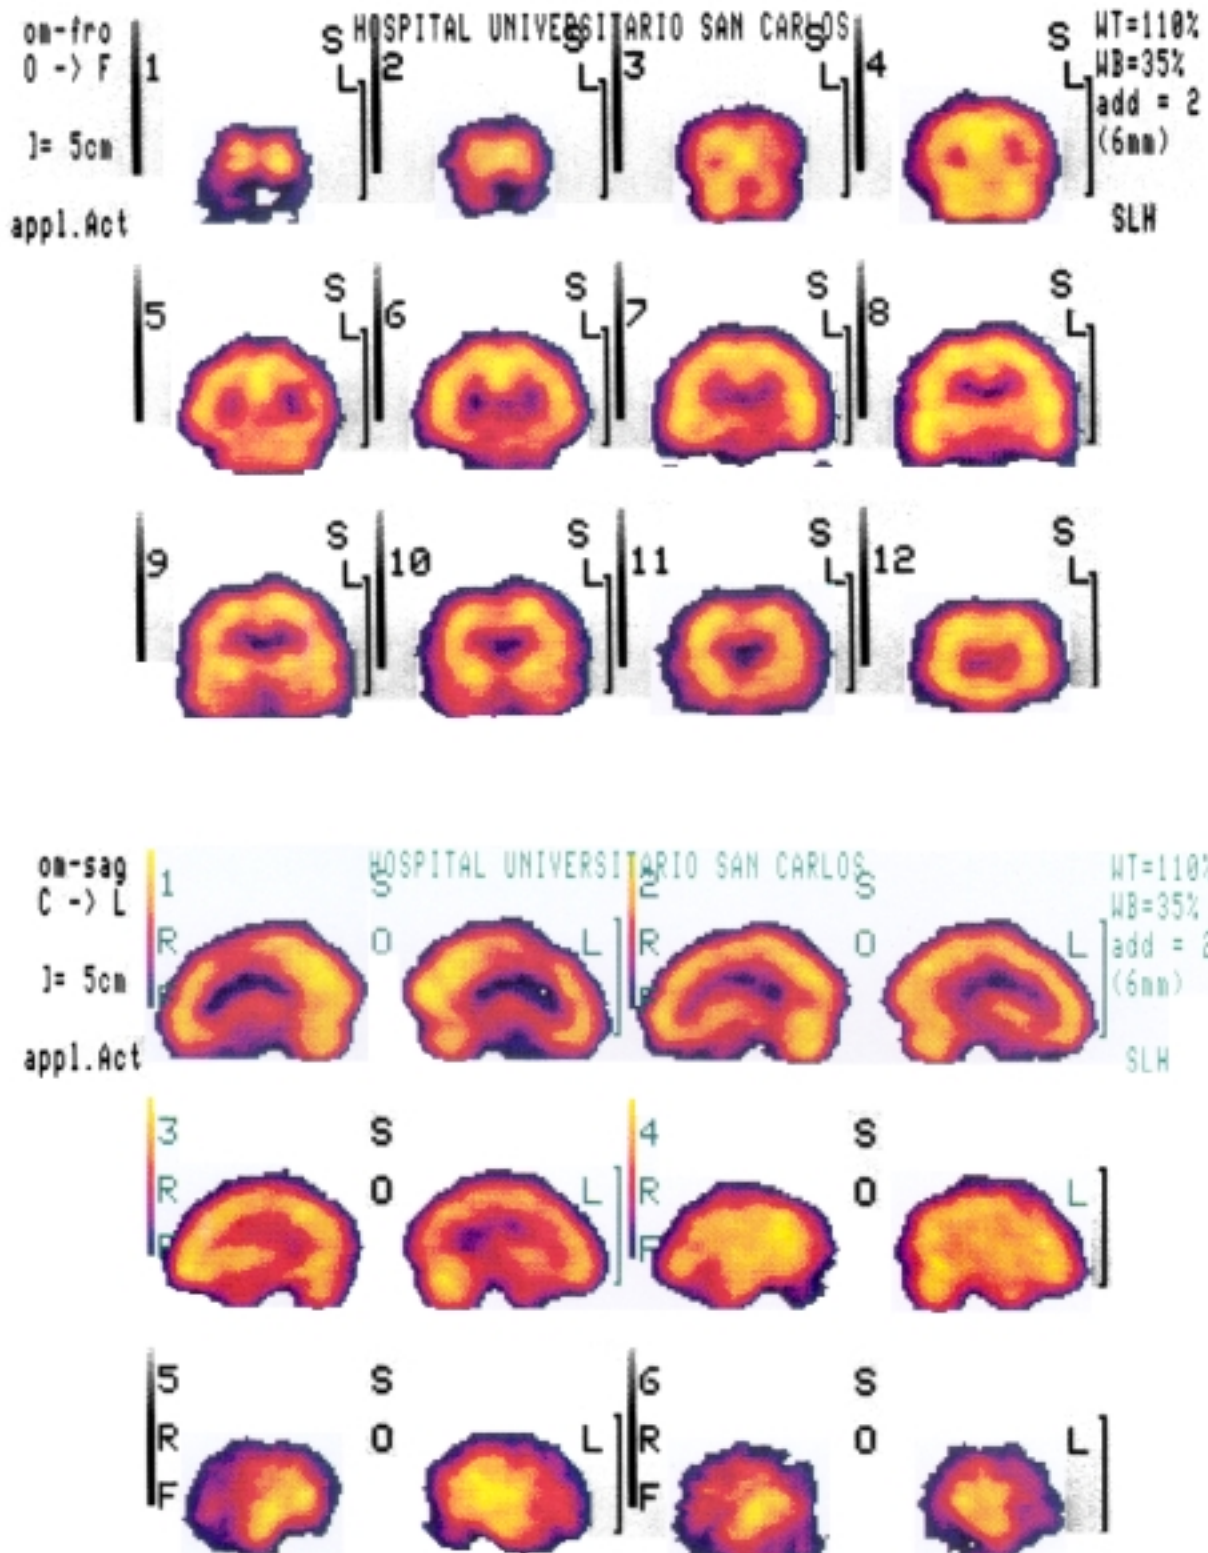 om-fro HOSPITAL UNIVERSITARIO SAN CARLOS WT=110%
O -> F 1 S 2 S 3 S 4 S WB=35%
L L L L add = 2
]= 5cm (6mm)
appl.Act SLH
5 S 6 S 7 S 8 S
L L L L
9 S 10 S 11 S 12 S
L L L L
om-sag HOSPITAL UNIVERSITARIO SAN CARLOS WT=110%
C -> L 1 S 2 S WB=35%
R O L R O L add = 2
]= 5cm F F (6mm)
appl.Act SLH
3 S 4 S
R O L R O L
F F
5 S 6 S
R O L R O L
F F